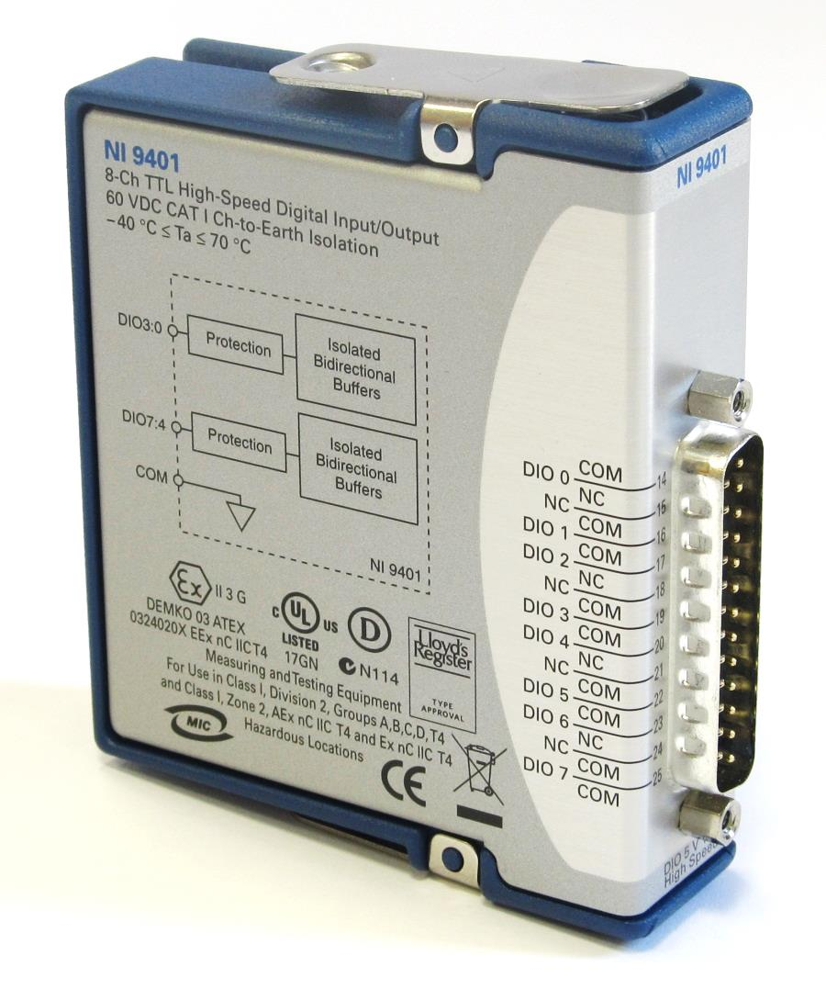 NI 9401
8-Ch TTL High-Speed Digital Input/Output
60 VDC CAT I Ch-to-Earth Isolation
−40 °C ≤ Ta ≤ 70 °C
DIO3:0
Protection
Isolated
Bidirectional
Buffers
DIO7:4
Protection
Isolated
Bidirectional
Buffers
COM
NI 9401
Ex II 3 G
DEMKO 03 ATEX
0324020X EEx nC IICT4
C UL US
LISTED
17GN
D
N114
Lloyd's
Register
TYPE
APPROVAL
Measuring and Testing Equipment
For Use in Class I, Division 2, Groups A,B,C,D, T4
and Class I, Zone 2, AEx nC IIC T4 and Ex nC IIC T4
Hazardous Locations
MIC
CE
NI 9401
DIO 0 COM 14
NC NC 15
DIO 1 COM 16
DIO 2 COM 17
NC NC 18
DIO 3 COM 19
DIO 4 COM 20
NC NC 21
DIO 5 COM 22
DIO 6 COM 23
NC NC 24
DIO 7 COM 25
COM
DIO 5 V
High Speed